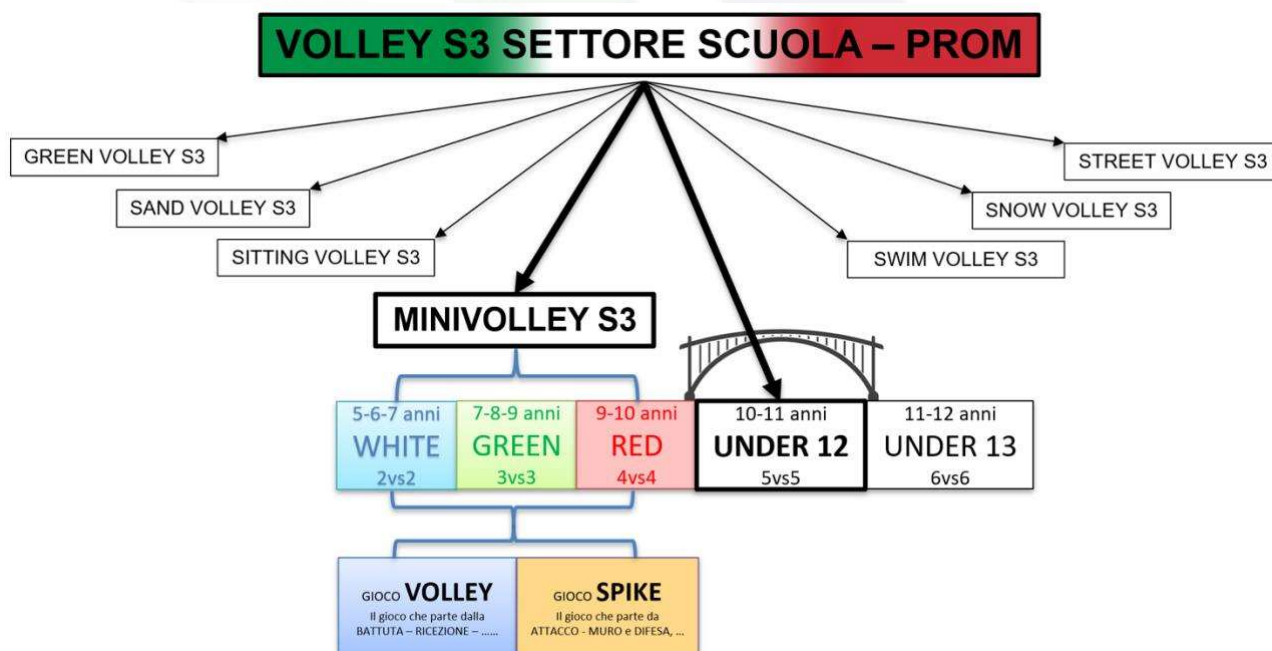 VOLLEY S3 SETTORE SCUOLA – PROM
GREEN VOLLEY S3
STREET VOLLEY S3
SAND VOLLEY S3
SNOW VOLLEY S3
SITTING VOLLEY S3
SWIM VOLLEY S3
MINIVOLLEY S3
5-6-7 anni
WHITE
2vs2
7-8-9 anni
GREEN
3vs3
9-10 anni
RED
4vs4
10-11 anni
UNDER 12
5vs5
11-12 anni
UNDER 13
6vs6
GIOCO VOLLEY
Il gioco che parte dalla
BATTUTA – RICEZIONE – ......
GIOCO SPIKE
Il gioco che parte da
ATTACCO - MURO e DIFESA, ...